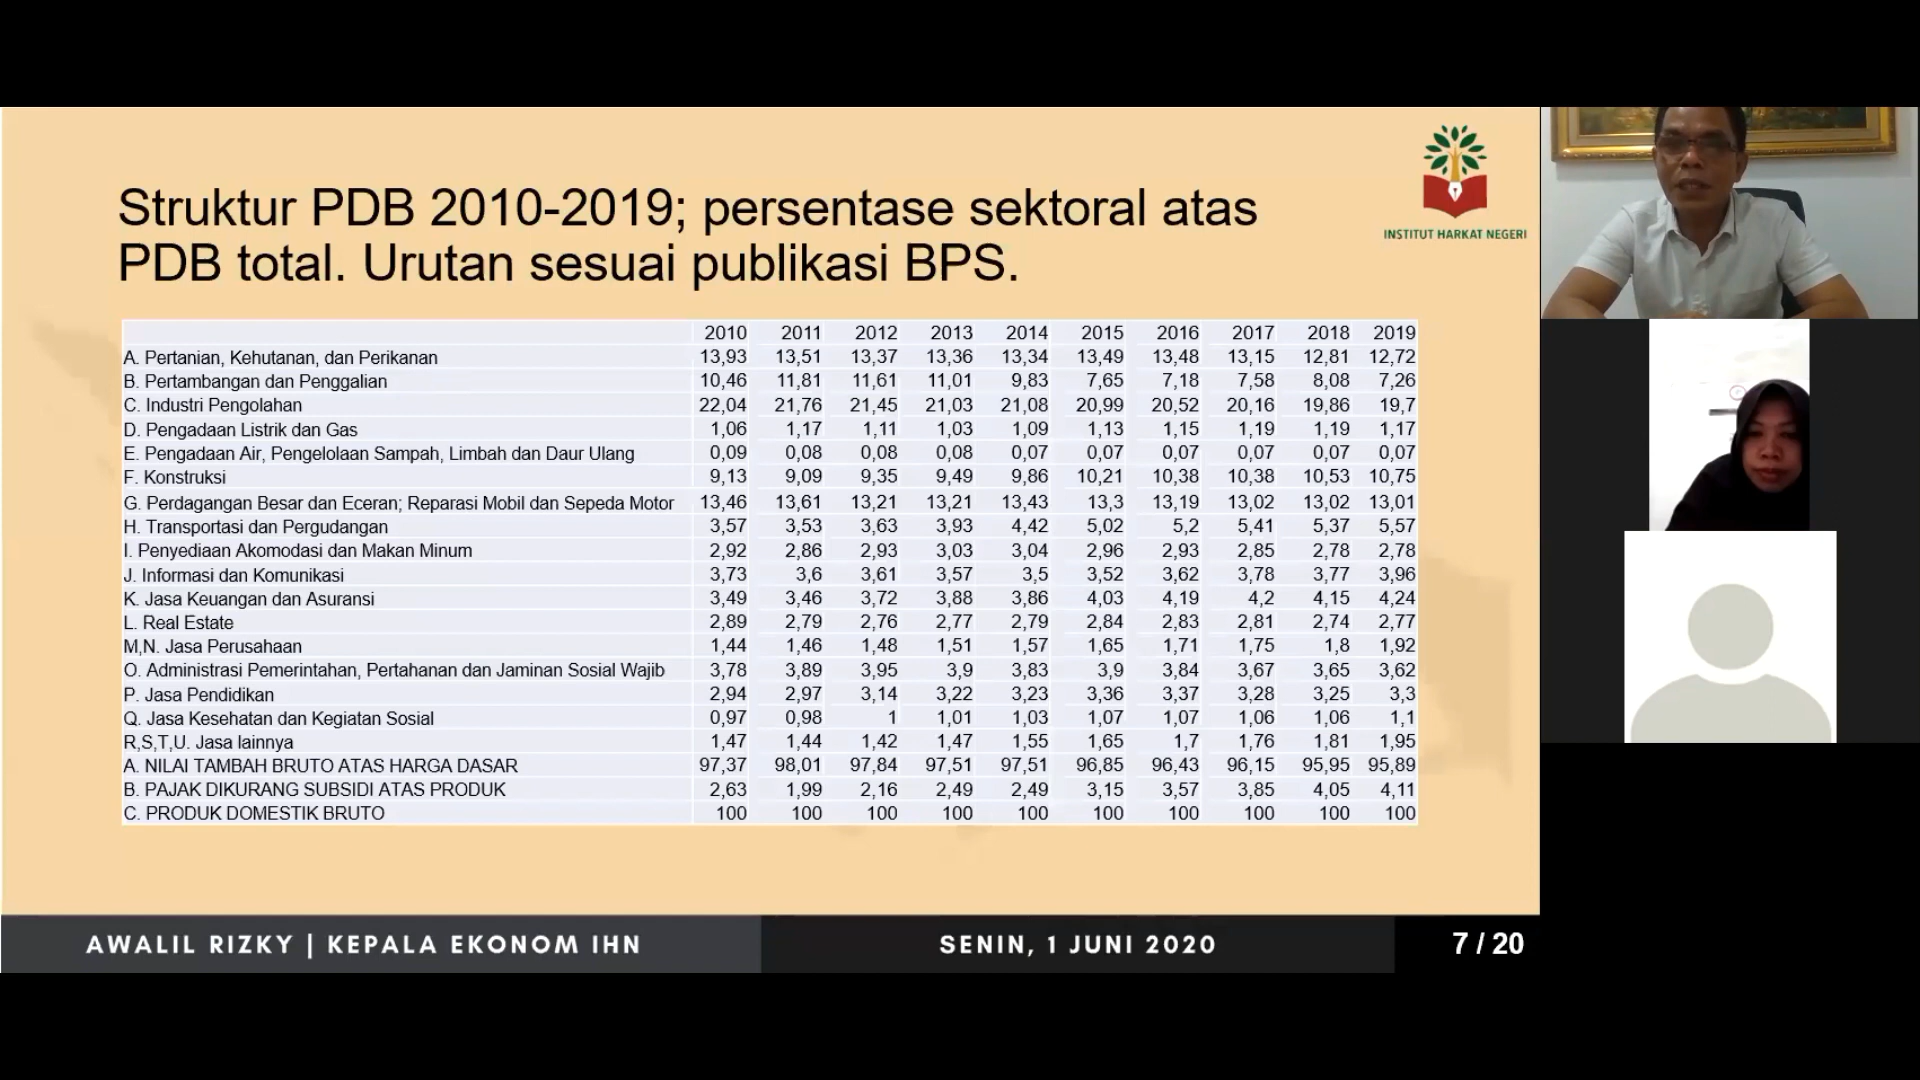 INSTITUT HARKAT NEGERI
Struktur PDB 2010-2019; persentase sektoral atas
PDB total. Urutan sesuai publikasi BPS.
2010 2011 2012 2013 2014 2015 2016 2017 2018 2019
A. Pertanian, Kehutanan, dan Perikanan 13,93 13,51 13,37 13,36 13,34 13,49 13,48 13,15 12,81 12,72
B. Pertambangan dan Penggalian 10,46 11,81 11,61 11,01 9,83 7,65 7,18 7,58 8,08 7,26
C. Industri Pengolahan 22,04 21,76 21,45 21,03 21,08 20,99 20,52 20,16 19,86 19,7
D. Pengadaan Listrik dan Gas 1,06 1,17 1,11 1,03 1,09 1,13 1,15 1,19 1,19 1,17
E. Pengadaan Air, Pengelolaan Sampah, Limbah dan Daur Ulang 0,09 0,08 0,08 0,08 0,07 0,07 0,07 0,07 0,07 0,07
F. Konstruksi 9,13 9,09 9,35 9,49 9,86 10,21 10,38 10,38 10,53 10,75
G. Perdagangan Besar dan Eceran; Reparasi Mobil dan Sepeda Motor 13,46 13,61 13,21 13,21 13,43 13,3 13,19 13,02 13,02 13,01
H. Transportasi dan Pergudangan 3,57 3,53 3,63 3,93 4,42 5,02 5,2 5,41 5,37 5,57
I. Penyediaan Akomodasi dan Makan Minum 2,92 2,86 2,93 3,03 3,04 2,96 2,93 2,85 2,78 2,78
J. Informasi dan Komunikasi 3,73 3,6 3,61 3,57 3,5 3,52 3,62 3,78 3,77 3,96
K. Jasa Keuangan dan Asuransi 3,49 3,46 3,72 3,88 3,86 4,03 4,19 4,2 4,15 4,24
L. Real Estate 2,89 2,79 2,76 2,77 2,79 2,84 2,83 2,81 2,74 2,77
M,N. Jasa Perusahaan 1,44 1,46 1,48 1,51 1,57 1,65 1,71 1,75 1,8 1,92
O. Administrasi Pemerintahan, Pertahanan dan Jaminan Sosial Wajib 3,78 3,89 3,95 3,9 3,83 3,9 3,84 3,67 3,65 3,62
P. Jasa Pendidikan 2,94 2,97 3,14 3,22 3,23 3,36 3,37 3,28 3,25 3,3
Q. Jasa Kesehatan dan Kegiatan Sosial 0,97 0,98 1 1,01 1,03 1,07 1,07 1,06 1,06 1,1
R,S,T,U. Jasa lainnya 1,47 1,44 1,42 1,47 1,55 1,65 1,7 1,76 1,81 1,95
A. NILAI TAMBAH BRUTO ATAS HARGA DASAR 97,37 98,01 97,84 97,51 97,51 96,85 96,43 96,15 95,95 95,89
B. PAJAK DIKURANG SUBSIDI ATAS PRODUK 2,63 1,99 2,16 2,49 2,49 3,15 3,57 3,85 4,05 4,11
C. PRODUK DOMESTIK BRUTO 100 100 100 100 100 100 100 100 100 100
AWALIL RIZKY | KEPALA EKONOM IHN
SENIN, 1 JUNI 2020
7 / 20